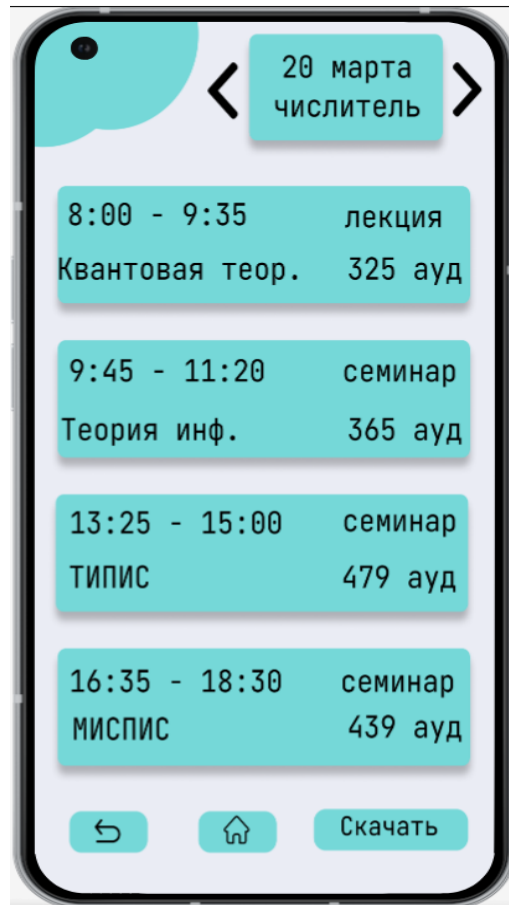 20 марта
числитель
8:00 - 9:35 лекция
Квантовая теор. 325 ауд
9:45 - 11:20 семинар
Теория инф. 365 ауд
13:25 - 15:00 семинар
ТИПИС 479 ауд
16:35 - 18:30 семинар
МИСПИС 439 ауд
Скачать